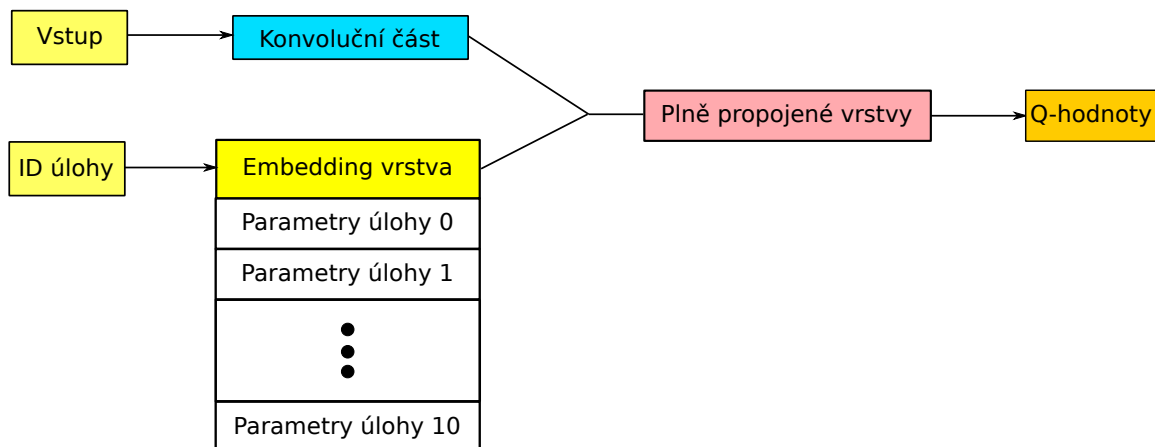 Vstup
Konvoluční část
Plně propojené vrstvy
Q-hodnoty
ID úlohy
Embedding vrstva
Parametry úlohy 0
Parametry úlohy 1
Parametry úlohy 10